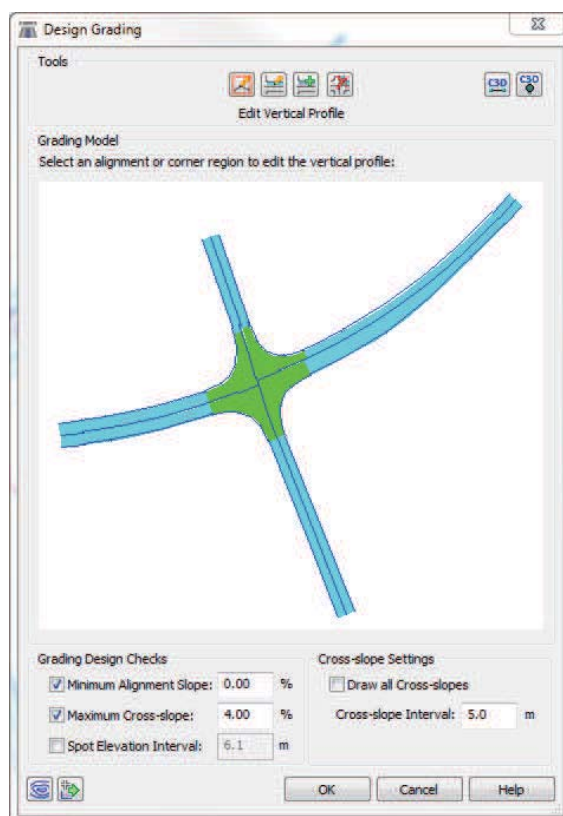 Design Grading
Tools
C3D C3D
Edit Vertical Profile
Grading Model
Select an alignment or corner region to edit the vertical profile:
Grading Design Checks
Minimum Alignment Slope: 0.00 %
Maximum Cross-slope: 4.00 %
Spot Elevation Interval: 6.1 m
Cross-slope Settings
Draw all Cross-slopes
Cross-slope Interval: 5.0 m
OK Cancel Help